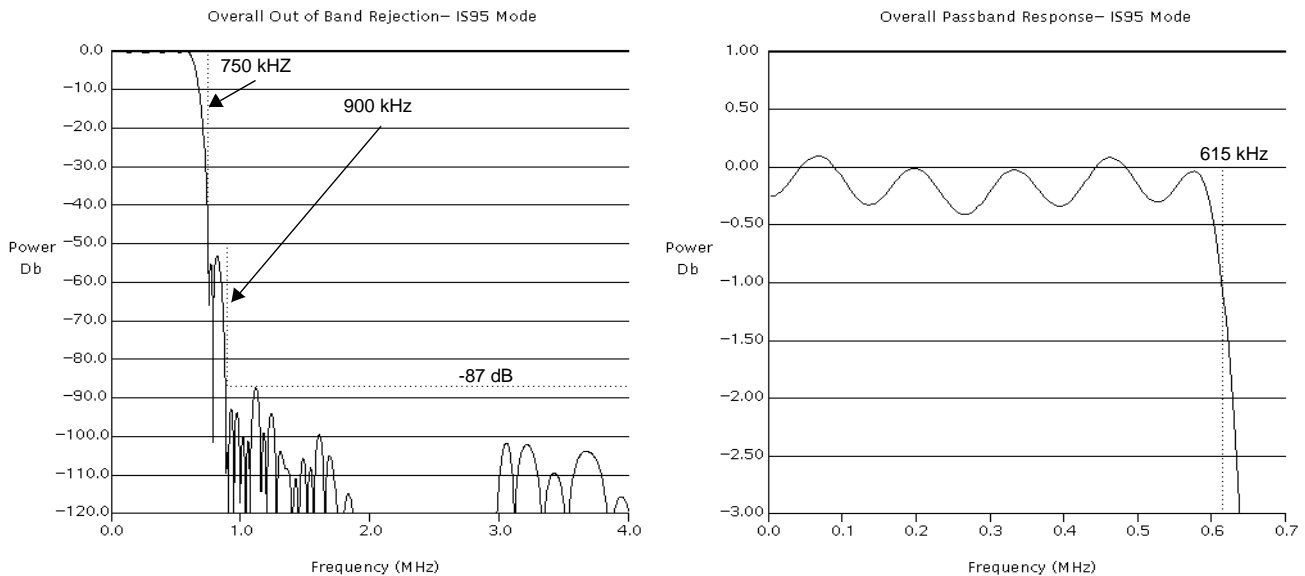 Overall Out of Band Rejection– IS95 Mode
0.0
−10.0
−20.0
−30.0
−40.0
−50.0
−60.0
−70.0
−80.0
−90.0
−100.0
−110.0
−120.0
Power
Db
750 kHZ
900 kHz
-87 dB
0.0 1.0 2.0 3.0 4.0
Frequency (MHz)
Overall Passband Response– IS95 Mode
1.00
0.50
0.00
−0.50
−1.00
−1.50
−2.00
−2.50
−3.00
Power
Db
615 kHz
0.0 0.1 0.2 0.3 0.4 0.5 0.6 0.7
Frequency (MHz)